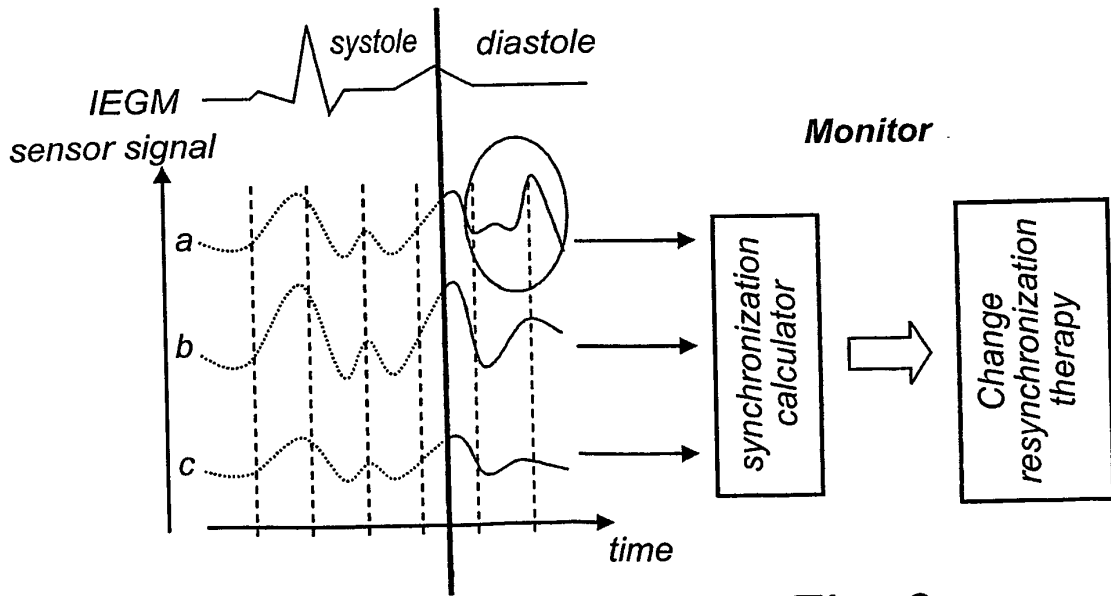 systole
diastole
IEGM
sensor signal
Monitor
a
b
c
synchronization
calculator
Change
resynchronization
therapy
time